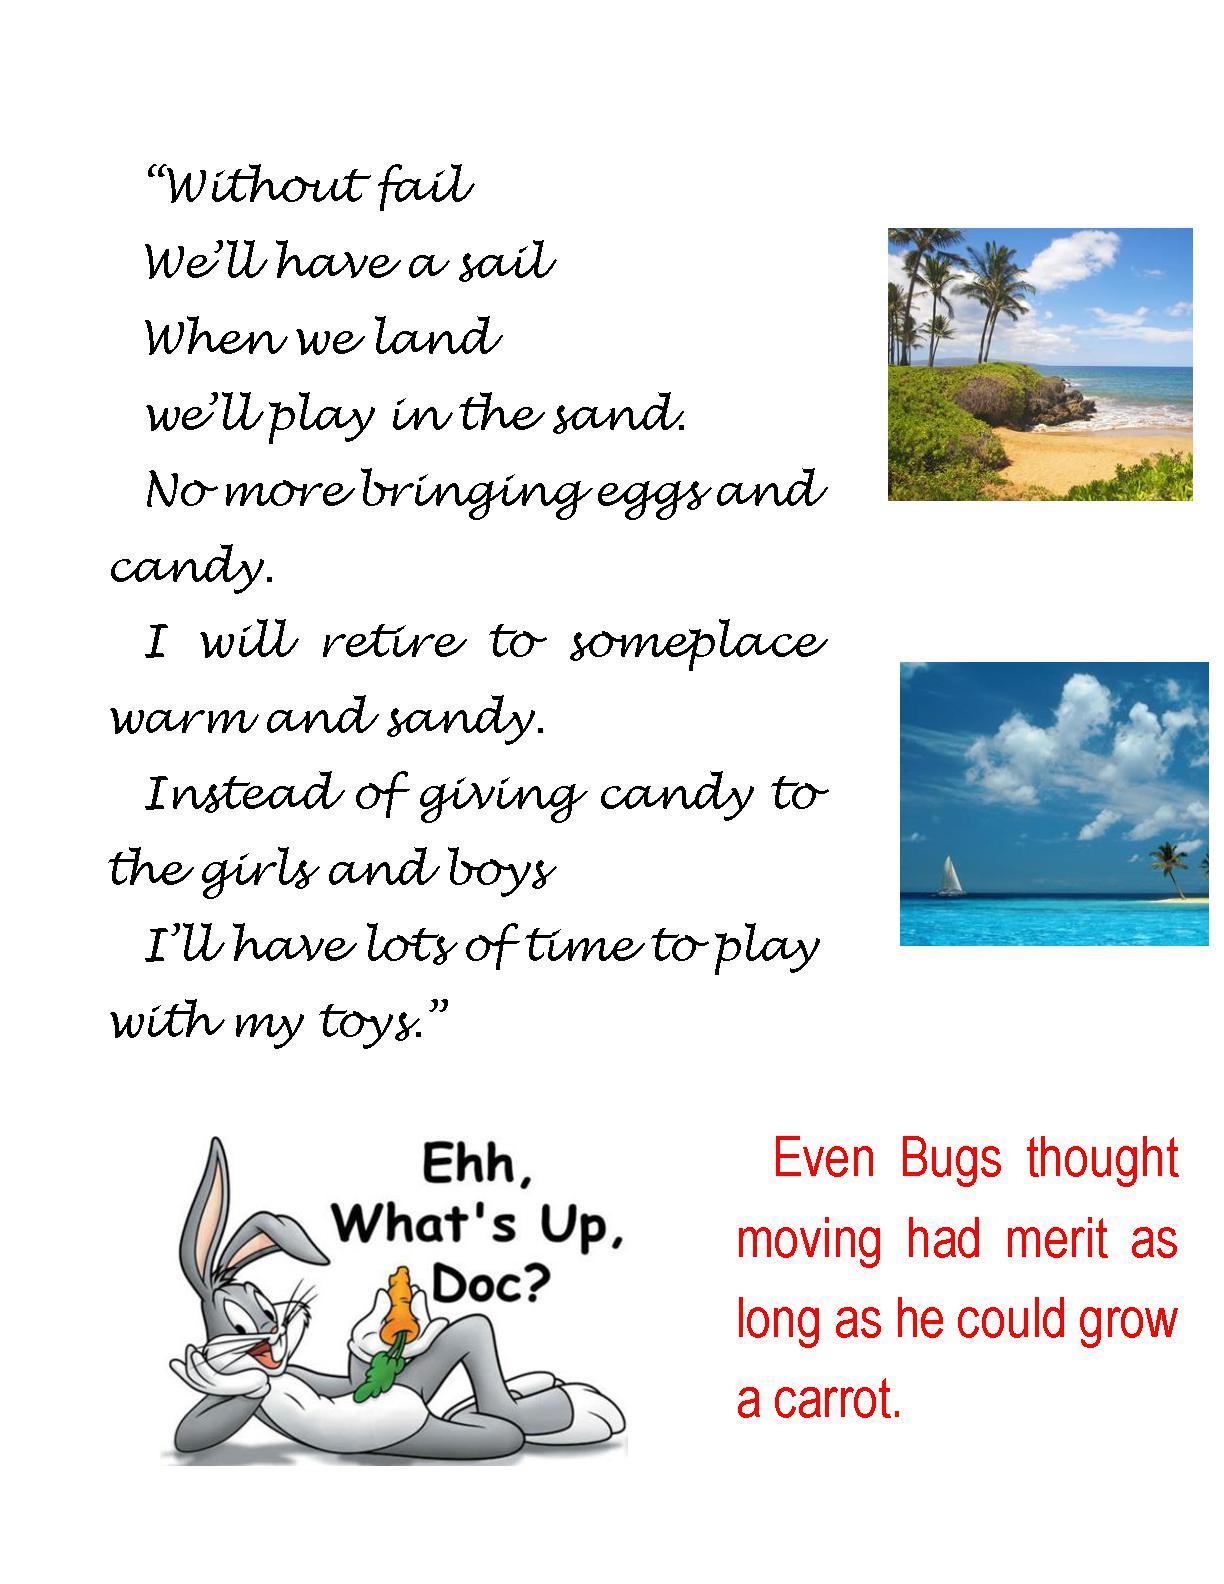 “Without fail
We’ll have a sail
When we land
we’ll play in the sand.
No more bringing eggs and
candy.
I will retire to someplace
warm and sandy.
Instead of giving candy to
the girls and boys
I’ll have lots of time to play
with my toys.”
Ehh,
What's Up,
Doc?
Even Bugs thought
moving had merit as
long as he could grow
a carrot.